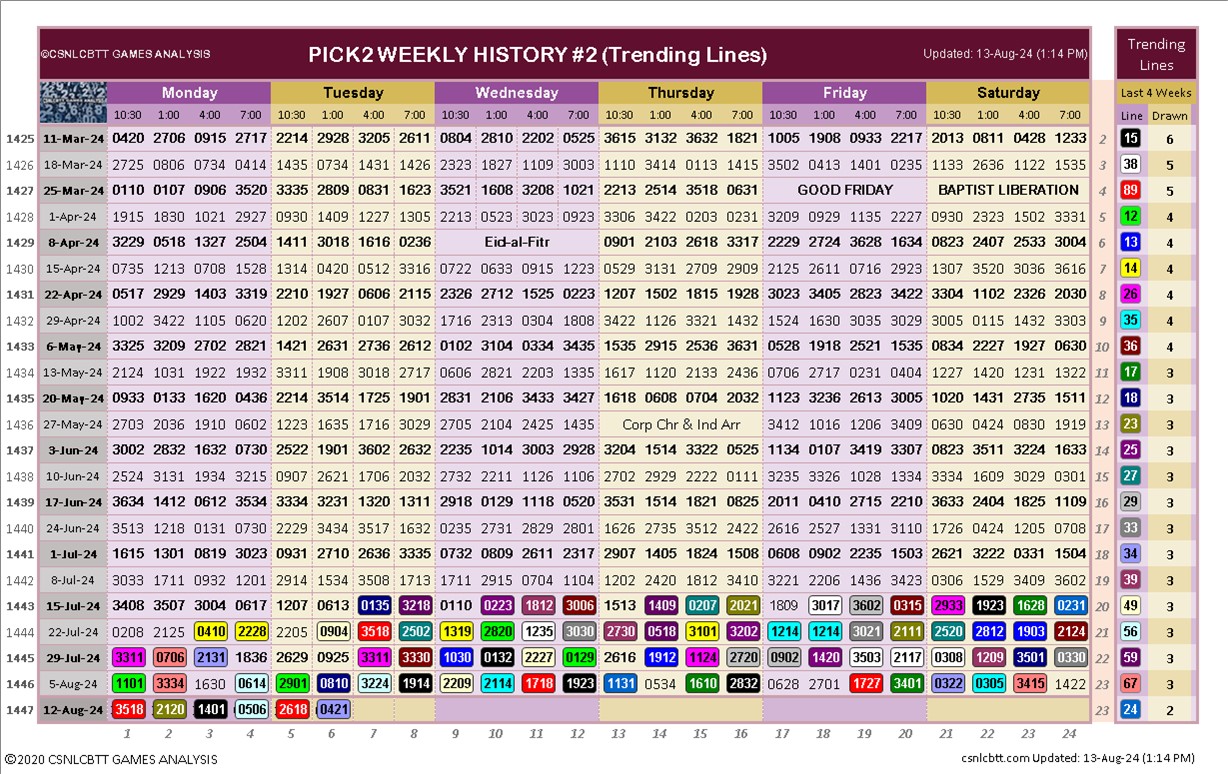 ©CSNLCBTT GAMES ANALYSIS PICK2 WEEKLY HISTORY #2 (Trending Lines) Updated: 13-Aug-24 (1:14 PM) Trending Lines
Monday Tuesday Wednesday Thursday Friday Saturday Last 4 Weeks
10:30 1:00 4:00 7:00 10:30 1:00 4:00 7:00 10:30 1:00 4:00 7:00 10:30 1:00 4:00 7:00 10:30 1:00 4:00 7:00 10:30 1:00 4:00 7:00 Line Drawn
1425 11-Mar-24 0420 2706 0915 2717 2214 2928 3205 2611 0804 2810 2202 0525 3615 3132 3632 1821 1005 1908 0933 2217 2013 0811 0428 1233 2 15 6
1426 18-Mar-24 2725 0806 0734 0414 1435 0734 1431 1426 2323 1827 1109 3003 1110 3414 0113 1415 3502 0413 1401 0235 1133 2636 1122 1535 3 38 5
1427 25-Mar-24 0110 0107 0906 3520 3335 2809 0831 1623 3521 1608 3208 1021 2213 2514 3518 0631 GOOD FRIDAY BAPTIST LIBERATION 4 89 5
1428 1-Apr-24 1915 1830 1021 2927 0930 1409 1227 1305 2213 0523 3023 0923 3306 3422 0203 0231 3209 0929 1135 2227 0930 2323 1502 3331 5 12 4
1429 8-Apr-24 3229 0518 1327 2504 1411 3018 1616 0236 Eid-al-Fitr 0901 2103 2618 3317 2229 2724 3628 1634 0823 2407 2533 3004 6 13 4
1430 15-Apr-24 0735 1213 0708 1528 1314 0420 0512 3314 0722 0633 0915 1223 0529 3131 2709 2909 2125 2611 0716 2923 1307 3520 3036 3616 7 14 4
1431 22-Apr-24 0517 2929 1403 3319 2210 1927 0606 2115 2326 2712 1525 0223 1207 1502 1815 1928 3023 3405 2823 3422 3304 1102 2326 2030 8 26 4
1432 29-Apr-24 1002 3422 1105 0620 1202 2607 0107 3032 1716 2313 0304 1808 3422 1126 3321 1432 1524 1630 3335 3029 3005 0115 1432 3303 9 35 4
1433 6-May-24 3325 3209 2702 2821 1421 2631 2736 2612 0102 3104 0334 3435 1535 2915 2536 3631 0528 1918 2521 1535 0834 2227 1927 0630 10 36 4
1434 13-May-24 2124 1031 1922 1932 3311 1908 3018 2717 0606 2821 2203 1335 1617 1120 2133 2436 0706 2717 0231 0404 1227 1420 1231 1322 11 17 3
1435 20-May-24 0933 0133 1620 0436 2214 3514 1725 1901 2831 2106 3433 3427 1618 0608 0704 2032 1123 3236 2613 3005 1020 1431 2735 1511 12 18 3
1436 27-May-24 2703 2036 1910 0602 1223 1635 1716 3029 2705 2104 2425 1435 Corp Chr & Ind Arr 3412 1016 1206 3409 0630 0424 0830 1919 13 23 3
1437 3-Jun-24 3002 2832 1632 0730 2522 1901 3602 2632 2235 1014 3003 2928 3204 1514 3322 0525 1134 0107 3419 3307 0823 3511 3224 1633 14 25 3
1438 10-Jun-24 2524 3131 1934 3215 0907 2621 1706 2032 2732 2211 1126 1106 2702 2929 2222 0111 3235 3326 1028 1334 3334 1609 3029 0301 15 27 3
1439 17-Jun-24 3634 1412 0612 3534 3334 3231 1320 1311 2918 0129 1118 0520 3531 1514 1821 0825 2011 0410 2715 2210 3633 2404 1825 1109 16 29 3
1440 24-Jun-24 3513 1218 0131 0730 2229 3434 3517 1632 0235 2731 2829 2801 1626 2735 3512 2422 2616 2527 1331 3110 1726 0424 1205 0708 17 33 3
1441 1-Jul-24 1615 1301 0819 3023 0931 2710 2636 3335 0732 0809 2611 2317 2907 1405 1824 1508 0608 0902 2235 1503 2621 3222 0331 1504 18 34 3
1442 8-Jul-24 3033 1711 0932 1201 2914 1534 3508 1713 1711 2915 0704 1104 1202 2420 1812 3410 3221 2206 1436 3423 0306 1529 3409 3602 19 39 3
1443 15-Jul-24 3408 3507 3004 0617 1207 0613 0135 3218 0110 0223 1812 3006 1513 1409 0207 2021 1809 3017 3602 0315 2933 1923 1628 0231 20 49 3
1444 22-Jul-24 0208 2125 0410 2228 2205 0904 3518 2502 1319 2820 1235 3030 2730 0518 3101 3202 1214 1214 3021 2111 2520 2812 1903 2124 21 56 3
1445 29-Jul-24 3311 0706 2131 1836 2629 0925 3311 3330 1030 0132 2227 0129 2616 1912 1124 2720 0902 1420 3503 2117 0308 1209 3501 0330 22 59 3
1446 5-Aug-24 1101 3334 1630 0614 2901 0810 3224 1914 2209 2114 1718 1923 1131 0534 1610 2832 0628 2701 1727 3401 0322 0305 3415 1422 23 67 3
1447 12-Aug-24 3518 2120 1401 0506 2618 0421 23 24 2
1 2 3 4 5 6 7 8 9 10 11 12 13 14 15 16 17 18 19 20 21 22 23 24
©2020 CSNLCBTT GAMES ANALYSIS csnlcbtt.com Updated: 13-Aug-24 (1:14 PM)